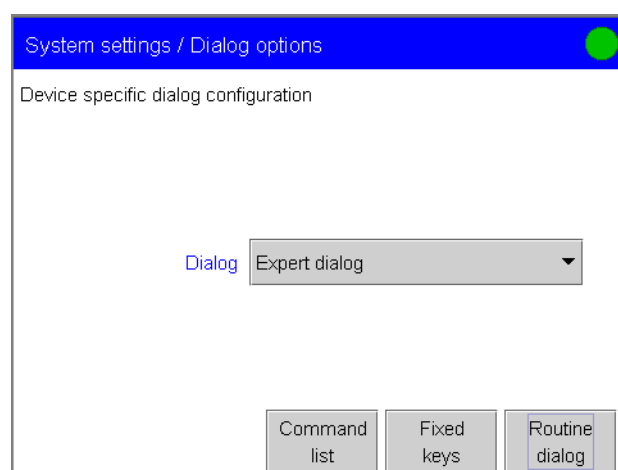 System settings / Dialog options
Device specific dialog configuration
Dialog Expert dialog
Command Fixed Routine
list keys dialog